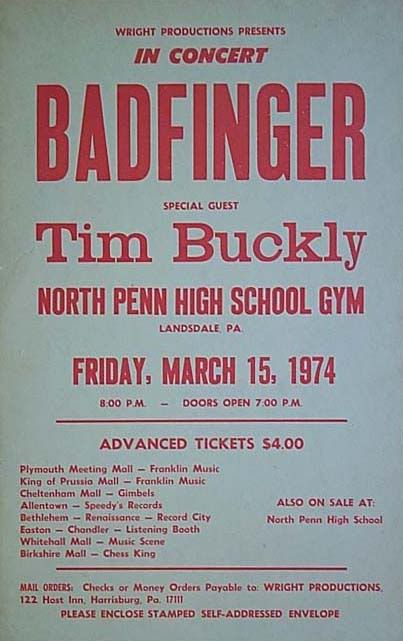 WRIGHT PRODUCTIONS PRESENTS
IN CONCERT
BADFINGER
SPECIAL GUEST
Tim Buckly
NORTH PENN HIGH SCHOOL GYM
LANDSDALE, PA.
FRIDAY, MARCH 15, 1974
8:00 P.M. — DOORS OPEN 7:00 P.M.
ADVANCED TICKETS $4.00
Plymouth Meeting Mall — Franklin Music
King of Prussia Mall — Franklin Music
Cheltenham Mall — Gimbels
Allentown — Speedy's Records
Bethlehem — Renaissance — Record City
Easton — Chandler — Listening Booth
Whitehall Mall — Music Scene
Birkshire Mall — Chess King
ALSO ON SALE AT:
North Penn High School
MAIL ORDERS: Checks or Money Orders Payable to: WRIGHT PRODUCTIONS,
122 Host Inn, Harrisburg, Pa. 17111
PLEASE ENCLOSE STAMPED SELF-ADDRESSED ENVELOPE